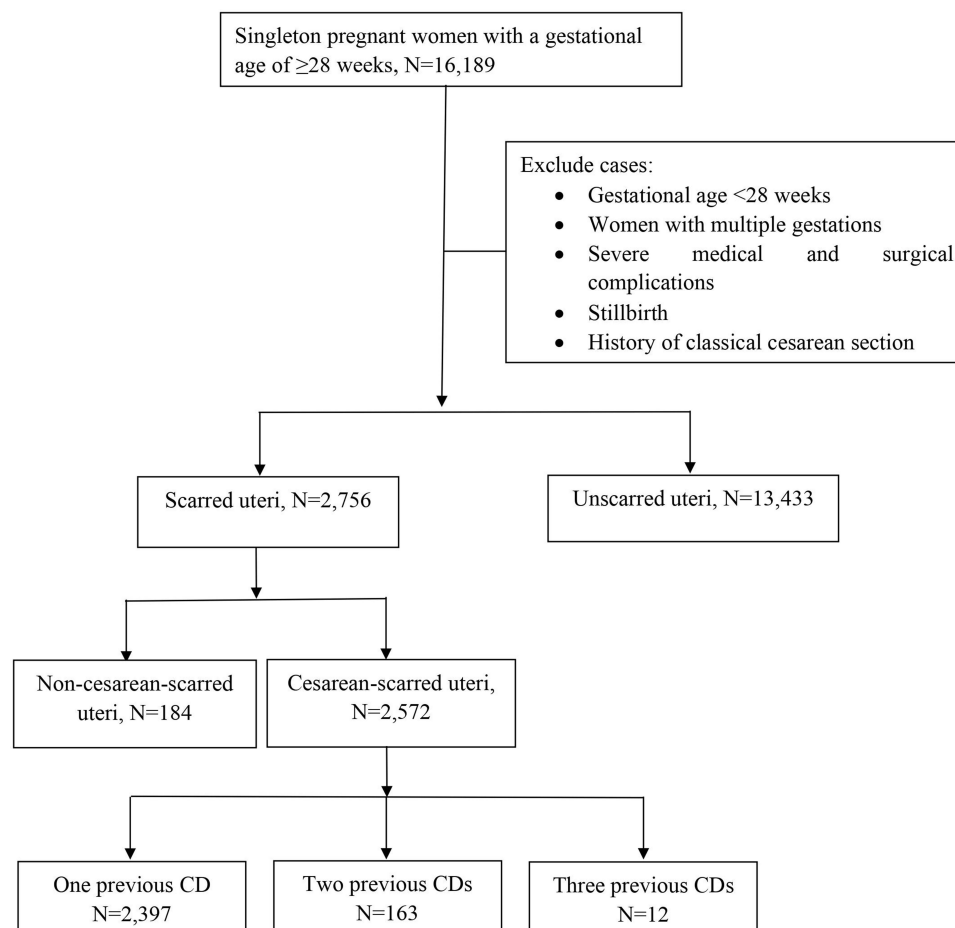 Singleton pregnant women with a gestational
age of ≥28 weeks, N=16,189
Exclude cases:
• Gestational age <28 weeks
• Women with multiple gestations
• Severe medical and surgical
complications
• Stillbirth
• History of classical cesarean section
Scarred uteri, N=2,756
Unscarred uteri, N=13,433
Non-cesarean-scarred
uteri, N=184
Cesarean-scarred uteri,
N=2,572
One previous CD
N=2,397
Two previous CDs
N=163
Three previous CDs
N=12